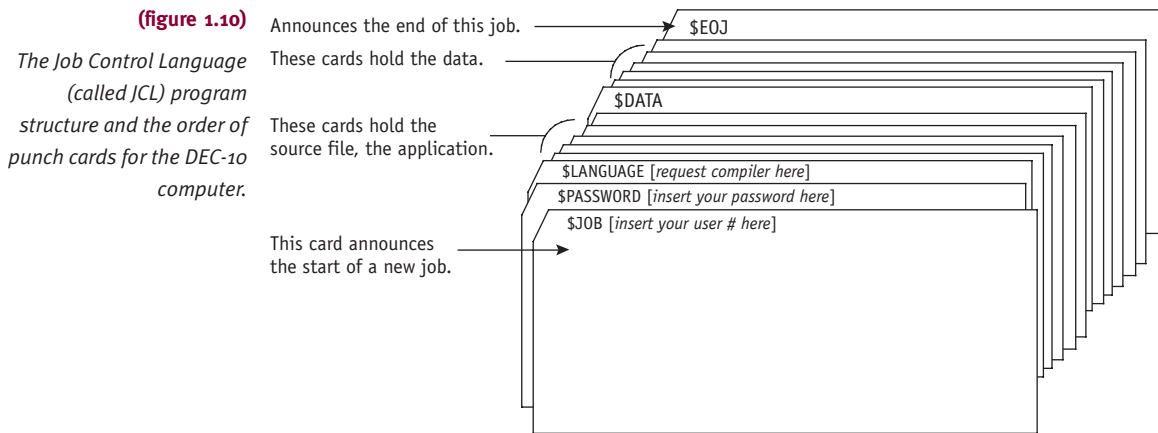 (figure 1.10)
The Job Control Language
(called JCL) program
structure and the order of
punch cards for the DEC-10
computer.
Announces the end of this job.
$EOJ
These cards hold the data.
$DATA
These cards hold the
source file, the application.
$LANGUAGE [request compiler here]
$PASSWORD [insert your password here]
$JOB [insert your user # here]
This card announces
the start of a new job.